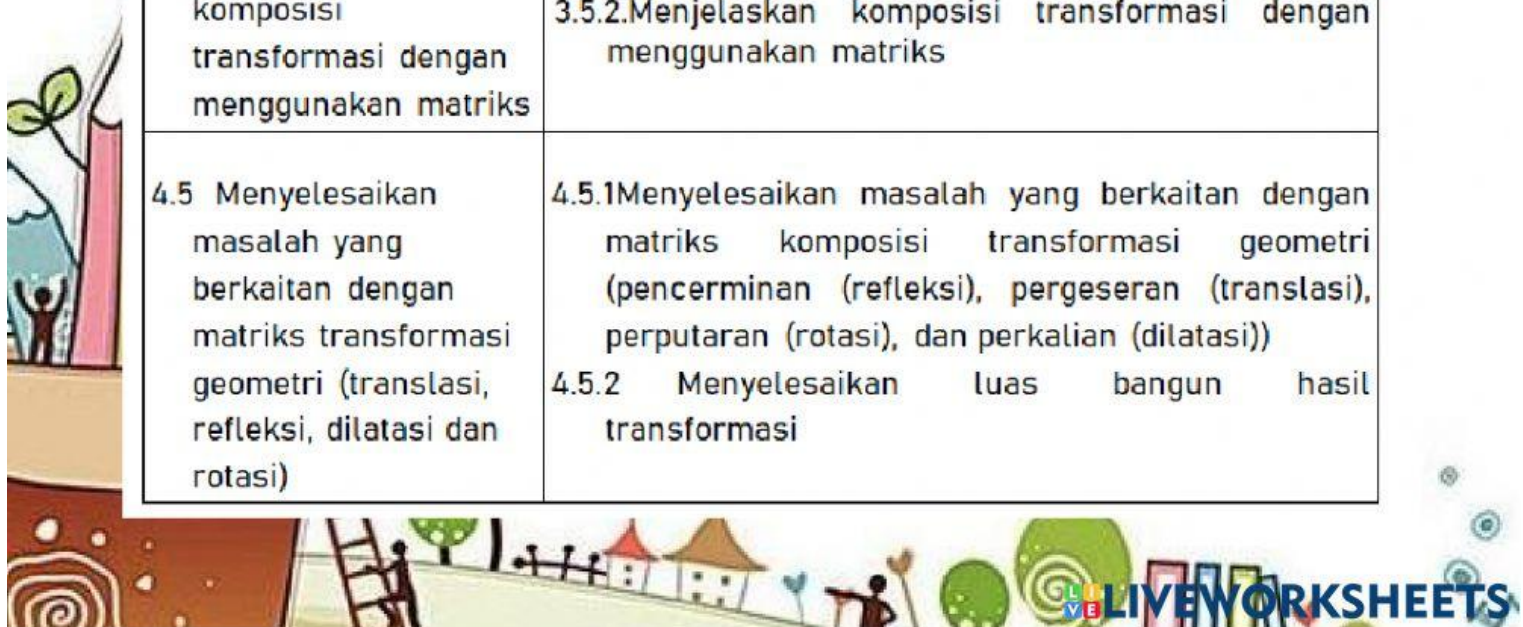 komposisi
transformasi dengan
menggunakan matriks
3.5.2.Menjelaskan komposisi transformasi dengan
menggunakan matriks
4.5 Menyelesaikan
masalah yang
berkaitan dengan
matriks transformasi
geometri (translasi,
refleksi, dilatasi dan
rotasi)
4.5.1Menyelesaikan masalah yang berkaitan dengan
matriks komposisi transformasi geometri
(pencerminan (refleksi), pergeseran (translasi),
perputaran (rotasi), dan perkalian (dilatasi))
4.5.2 Menyelesaikan luas bangun hasil
transformasi
LIVE LIVEWORKSHEETS